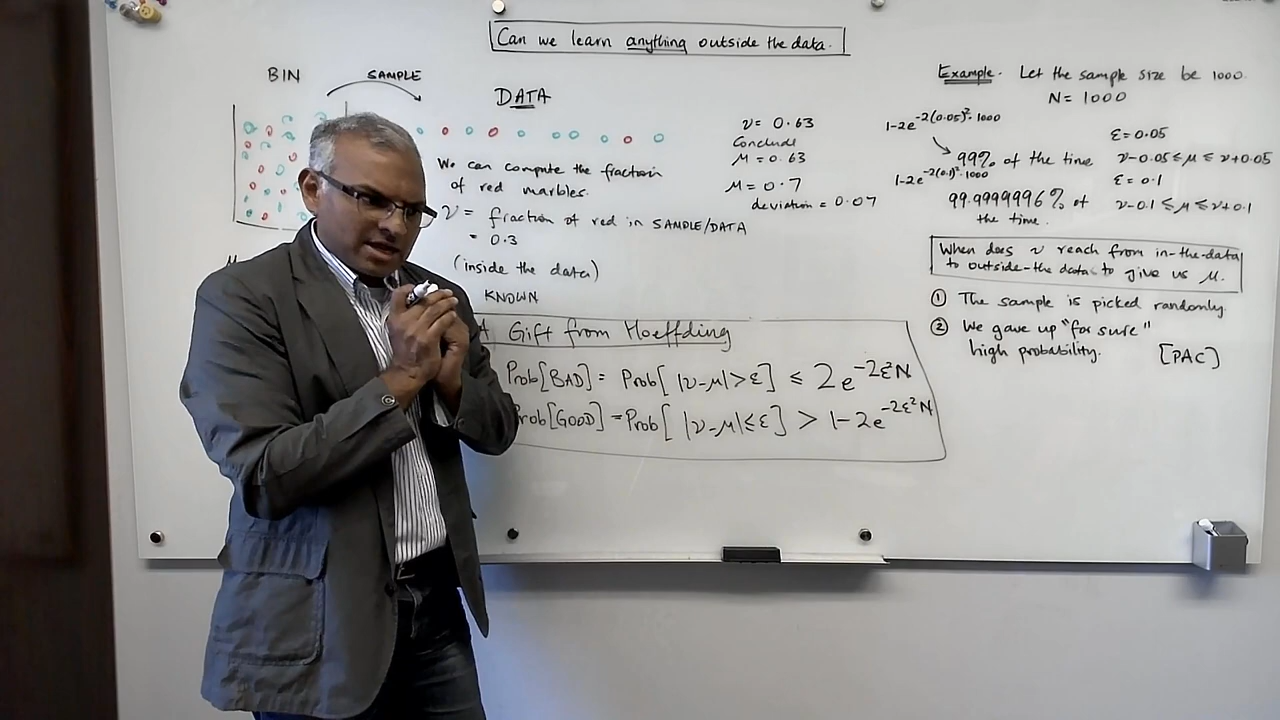 Can we learn anything outside the data.
BIN
SAMPLE
DATA
We can compute the fraction
of red marbles.
ν = fraction of red in SAMPLE/DATA
= 0.3
(inside the data)
KNOWN
ν = 0.63
Conclude
μ = 0.63
μ = 0.7
deviation = 0.07
A Gift from Hoeffding
Prob[BAD] = Prob[ |ν-μ|>ε] ≤ 2e^{-2ε²N}
Prob[GOOD] = Prob[ |ν-μ|≤ε] > 1-2e^{-2ε²N}
Example. Let the sample size be 1000.
N = 1000
1-2e^{-2(0.05)²·1000}
ε=0.05
99% of the time
ν-0.05 ≤ μ ≤ ν+0.05
1-2e^{-2(0.1)²·1000}
ε=0.1
99.9999996% of
the time.
ν-0.1 ≤ μ ≤ ν+0.1
When does ν reach from in-the-data
to outside-the data to give us μ.
① The sample is picked randomly.
② We gave up "for sure"
high probability.
[PAC]